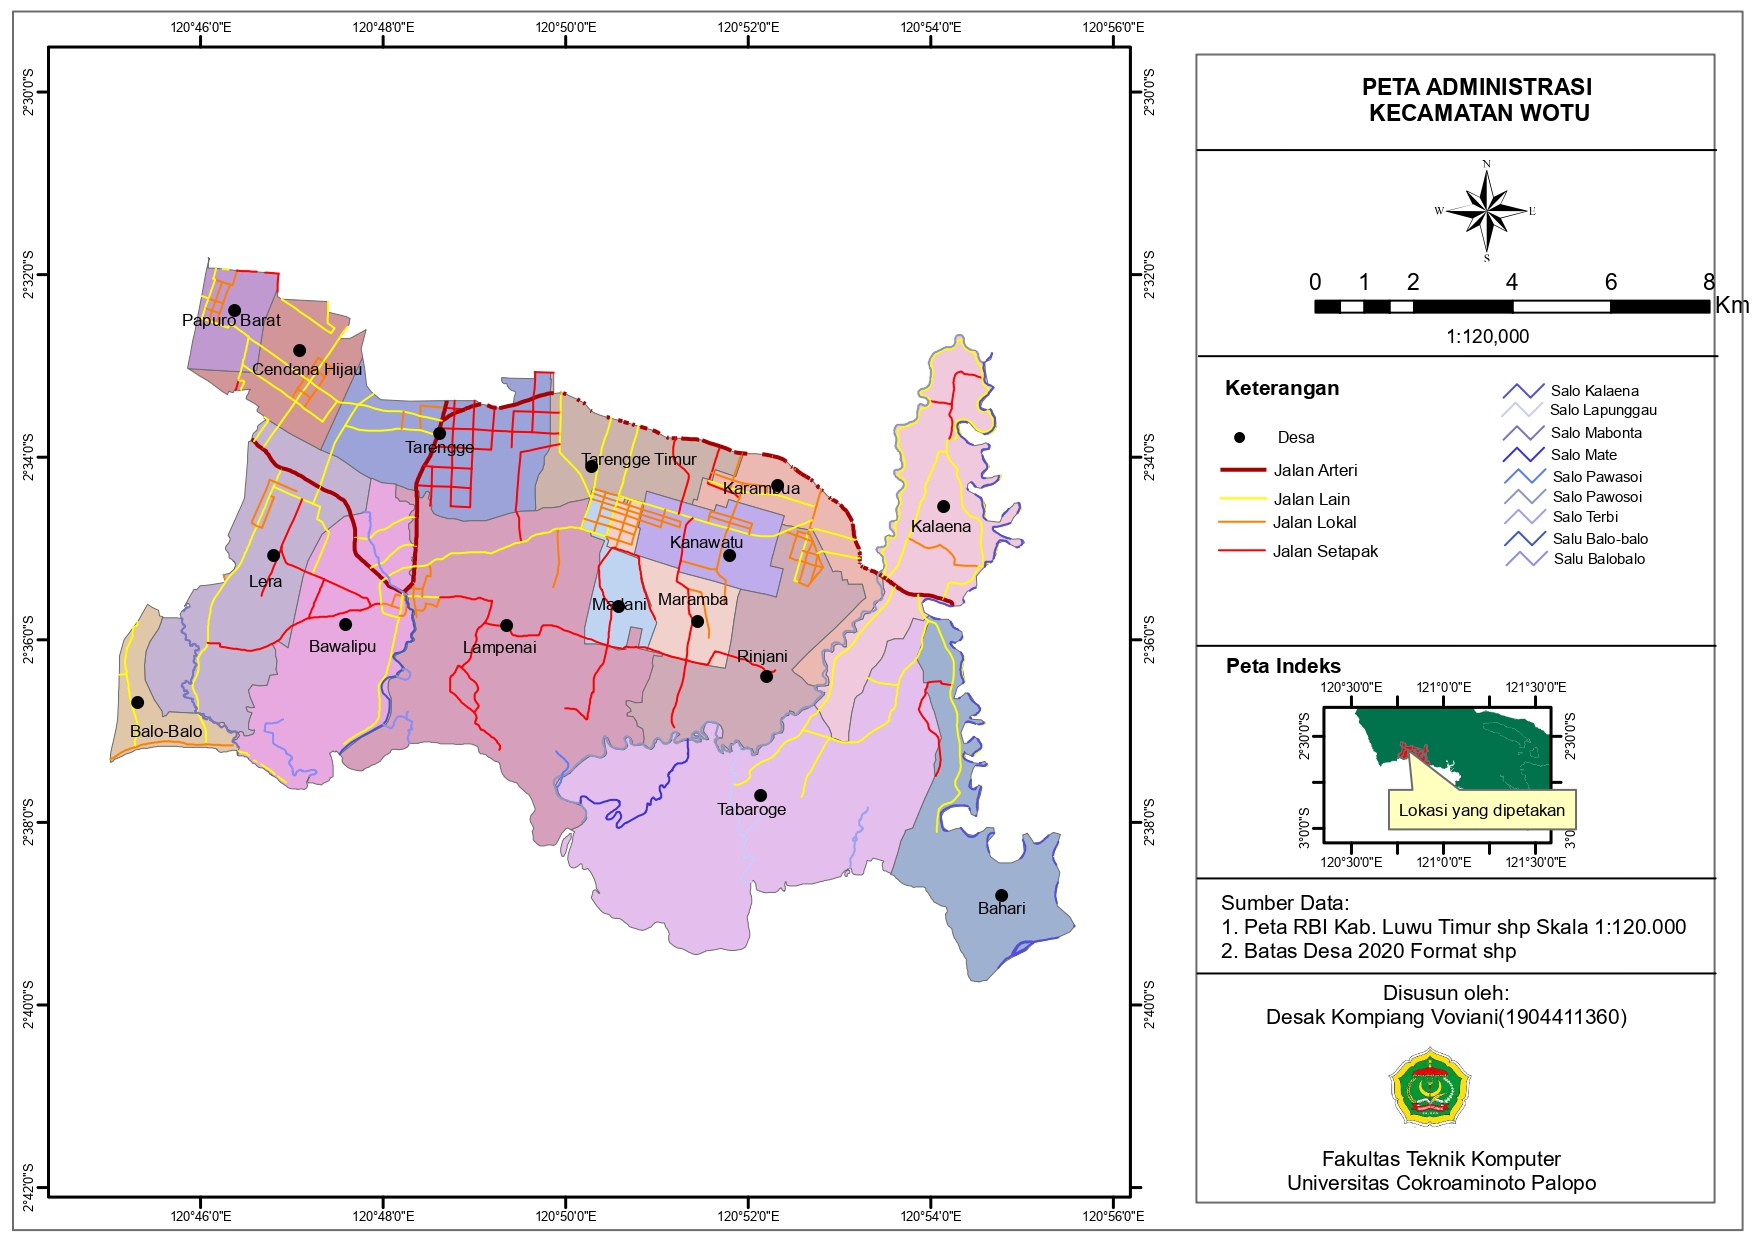 120°46'0"E 120°48'0"E 120°50'0"E 120°52'0"E 120°54'0"E 120°56'0"E
2°30'0"S
2°32'0"S
2°34'0"S
2°36'0"S
2°38'0"S
2°40'0"S
2°42'0"S
Papuro Barat
Cendana Hijau
Tarengge
Tarengge Timur
Karambua
Kalaena
Kanawatu
Lera
Madani
Maramba
Bawalipu
Lampenai
Rinjani
Balo-Balo
Tabaroge
Bahari
2°30'0"S
2°32'0"S
2°34'0"S
2°36'0"S
2°38'0"S
2°40'0"S
120°46'0"E 120°48'0"E 120°50'0"E 120°52'0"E 120°54'0"E 120°56'0"E
PETA ADMINISTRASI
KECAMATAN WOTU
N
W E
S
0 1 2 4 6 8
Km
1:120,000
Keterangan
Desa
Jalan Arteri
Jalan Lain
Jalan Lokal
Jalan Setapak
Salo Kalaena
Salo Lapunggau
Salo Mabonta
Salo Mate
Salo Pawasoi
Salo Pawosoi
Salo Terbi
Salu Balo-balo
Salu Balobalo
Peta Indeks
120°30'0"E 121°0'0"E 121°30'0"E
2°30'0"S 2°30'0"S
Lokasi yang dipetakan
3°0'0"S 3°0
120°30'0"E 121°0'0"E 121°30'0"E
Sumber Data:
1. Peta RBI Kab. Luwu Timur shp Skala 1:120.000
2. Batas Desa 2020 Format shp
Disusun oleh:
Desak Kompiang Voviani(1904411360)
Fakultas Teknik Komputer
Universitas Cokroaminoto Palopo